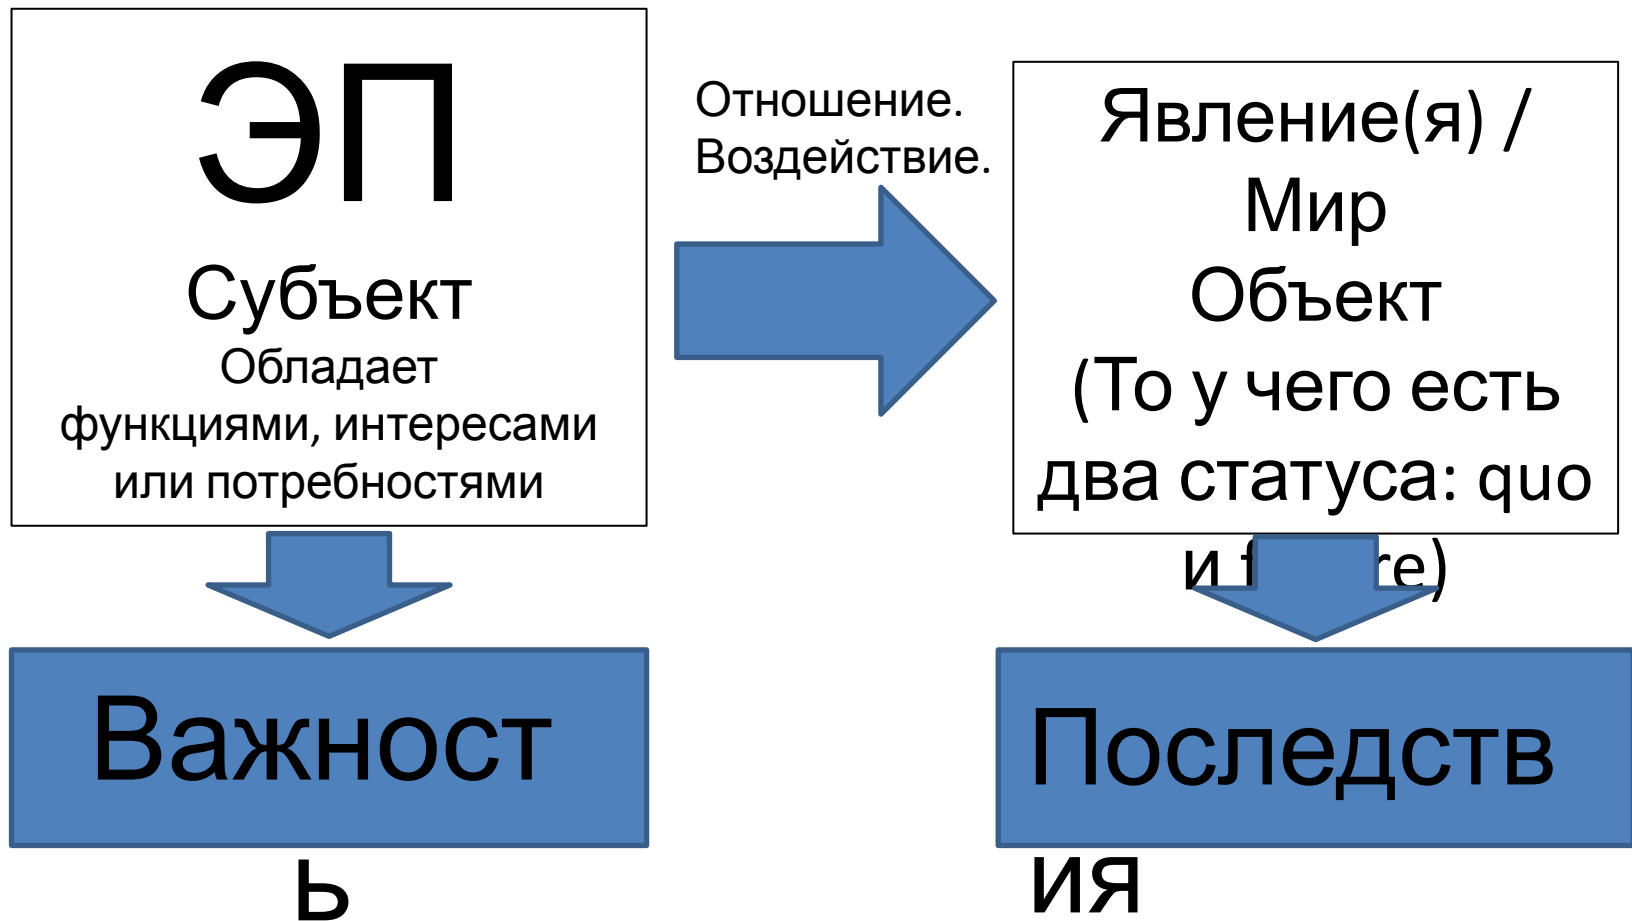 ЭП
Субъект
Обладает
функциями, интересами
или потребностями
Отношение.
Воздействие.
Явление(я) /
Мир
Объект
(То у чего есть
два статуса: quo
и
Важност
ь
Последств
ия